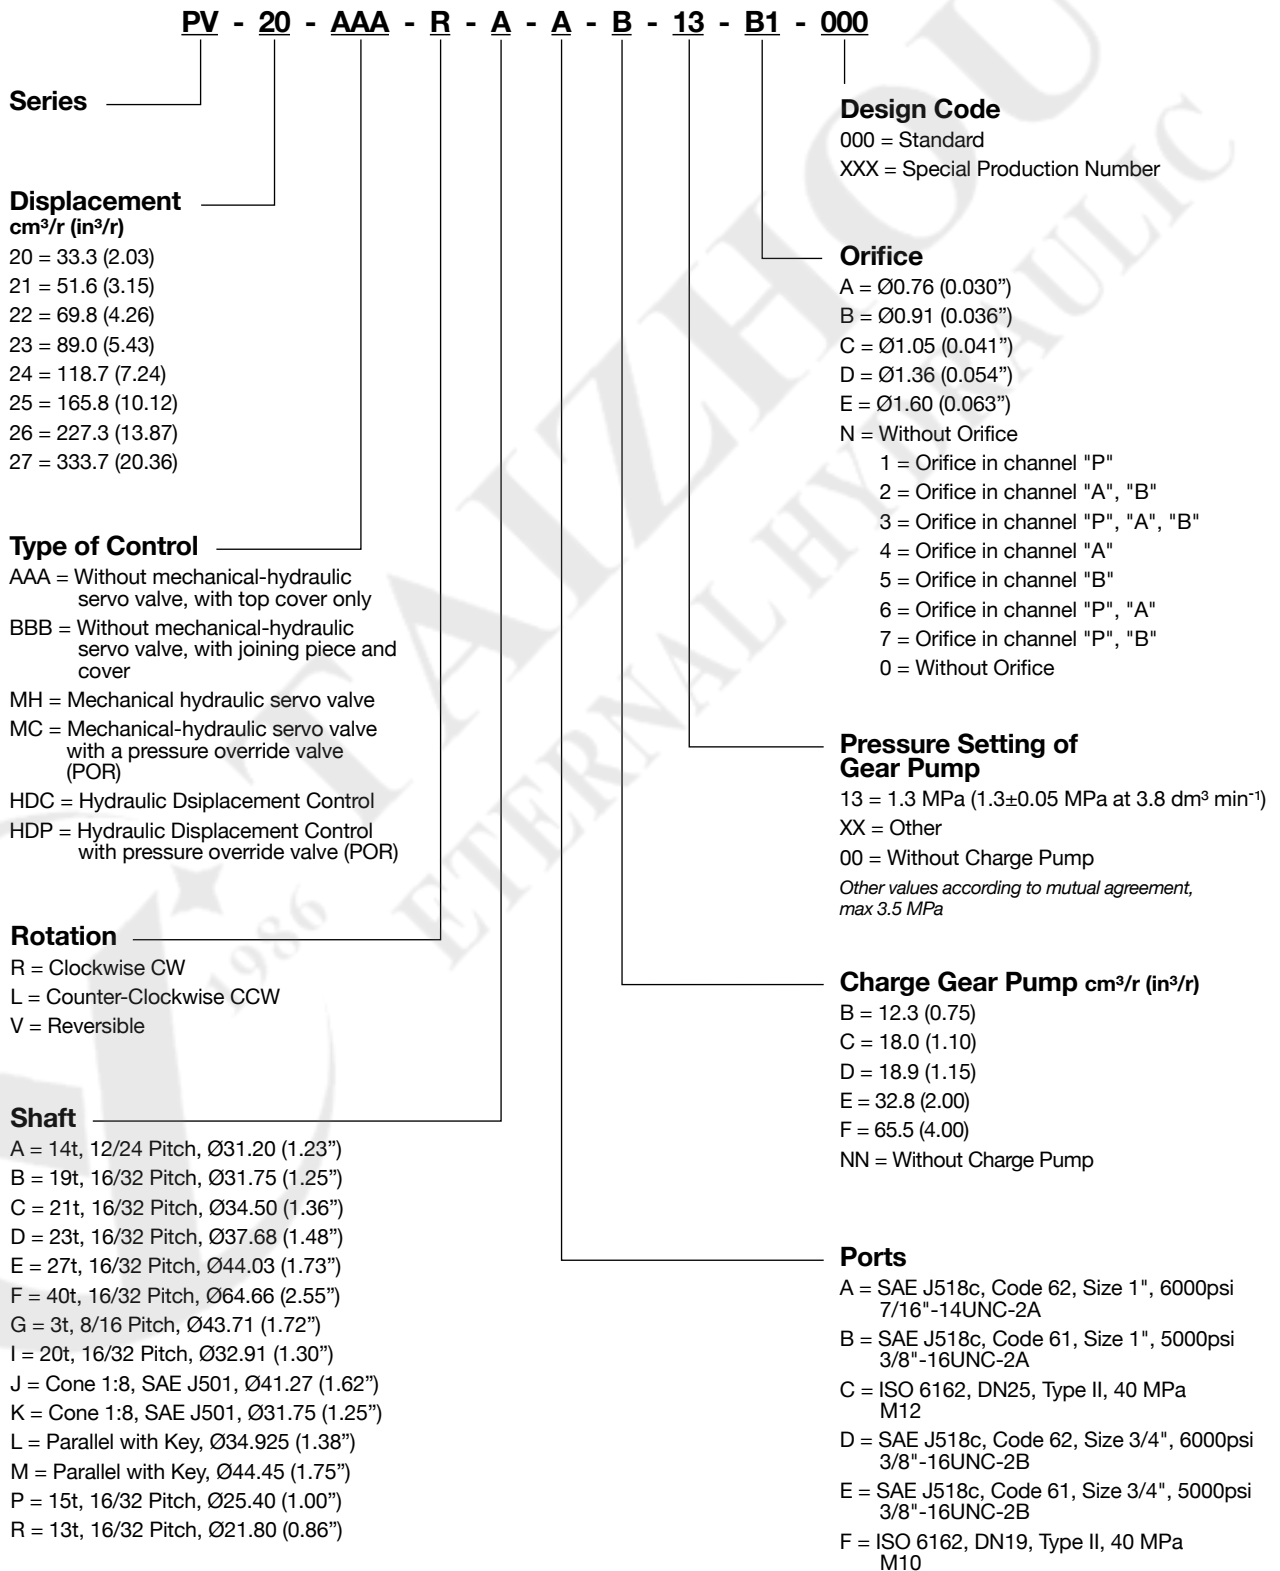 PV - 20 - AAA - R - A - A - B - 13 - B1 - 000
Series
Displacement
cm³/r (in³/r)
20 = 33.3 (2.03)
21 = 51.6 (3.15)
22 = 69.8 (4.26)
23 = 89.0 (5.43)
24 = 118.7 (7.24)
25 = 165.8 (10.12)
26 = 227.3 (13.87)
27 = 333.7 (20.36)
Type of Control
AAA = Without mechanical-hydraulic
servo valve, with top cover only
BBB = Without mechanical-hydraulic
servo valve, with joining piece and
cover
MH = Mechanical hydraulic servo valve
MC = Mechanical-hydraulic servo valve
with a pressure override valve
(POR)
HDC = Hydraulic Dsiplacement Control
HDP = Hydraulic Displacement Control
with pressure override valve (POR)
Rotation
R = Clockwise CW
L = Counter-Clockwise CCW
V = Reversible
Shaft
A = 14t, 12/24 Pitch, Ø31.20 (1.23”)
B = 19t, 16/32 Pitch, Ø31.75 (1.25”)
C = 21t, 16/32 Pitch, Ø34.50 (1.36”)
D = 23t, 16/32 Pitch, Ø37.68 (1.48”)
E = 27t, 16/32 Pitch, Ø44.03 (1.73”)
F = 40t, 16/32 Pitch, Ø64.66 (2.55”)
G = 3t, 8/16 Pitch, Ø43.71 (1.72”)
I = 20t, 16/32 Pitch, Ø32.91 (1.30”)
J = Cone 1:8, SAE J501, Ø41.27 (1.62”)
K = Cone 1:8, SAE J501, Ø31.75 (1.25”)
L = Parallel with Key, Ø34.925 (1.38”)
M = Parallel with Key, Ø44.45 (1.75”)
P = 15t, 16/32 Pitch, Ø25.40 (1.00”)
R = 13t, 16/32 Pitch, Ø21.80 (0.86”)
Design Code
000 = Standard
XXX = Special Production Number
Orifice
A = Ø0.76 (0.030”)
B = Ø0.91 (0.036”)
C = Ø1.05 (0.041”)
D = Ø1.36 (0.054”)
E = Ø1.60 (0.063”)
N = Without Orifice
1 = Orifice in channel "P"
2 = Orifice in channel "A", "B"
3 = Orifice in channel "P", "A", "B"
4 = Orifice in channel "A"
5 = Orifice in channel "B"
6 = Orifice in channel "P", "A"
7 = Orifice in channel "P", "B"
0 = Without Orifice
Pressure Setting of
Gear Pump
13 = 1.3 MPa (1.3±0.05 MPa at 3.8 dm³ min⁻¹)
XX = Other
00 = Without Charge Pump
Other values according to mutual agreement,
max 3.5 MPa
Charge Gear Pump cm³/r (in³/r)
B = 12.3 (0.75)
C = 18.0 (1.10)
D = 18.9 (1.15)
E = 32.8 (2.00)
F = 65.5 (4.00)
NN = Without Charge Pump
Ports
A = SAE J518c, Code 62, Size 1", 6000psi
7/16"-14UNC-2A
B = SAE J518c, Code 61, Size 1", 5000psi
3/8"-16UNC-2A
C = ISO 6162, DN25, Type II, 40 MPa
M12
D = SAE J518c, Code 62, Size 3/4", 6000psi
3/8"-16UNC-2B
E = SAE J518c, Code 61, Size 3/4", 5000psi
3/8"-16UNC-2B
F = ISO 6162, DN19, Type II, 40 MPa
M10
TAIZHOU
ETERNAL HYDRAULIC
1986